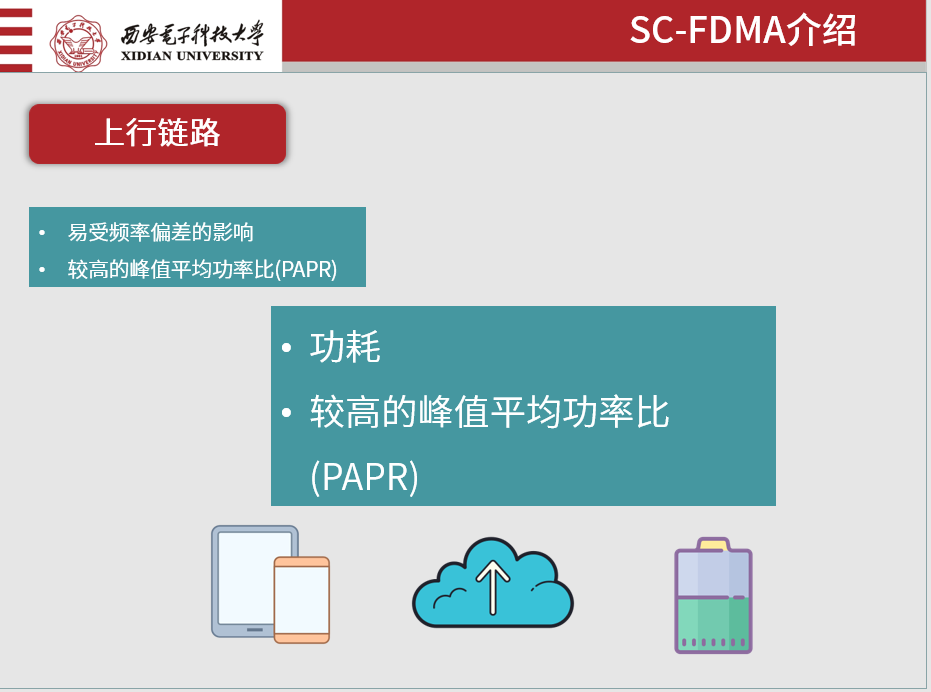 西安电子科技大学
XIDIAN UNIVERSITY
SC-FDMA介绍
上行链路
• 易受频率偏差的影响
• 较高的峰值平均功率比(PAPR)
• 功耗
• 较高的峰值平均功率比
(PAPR)